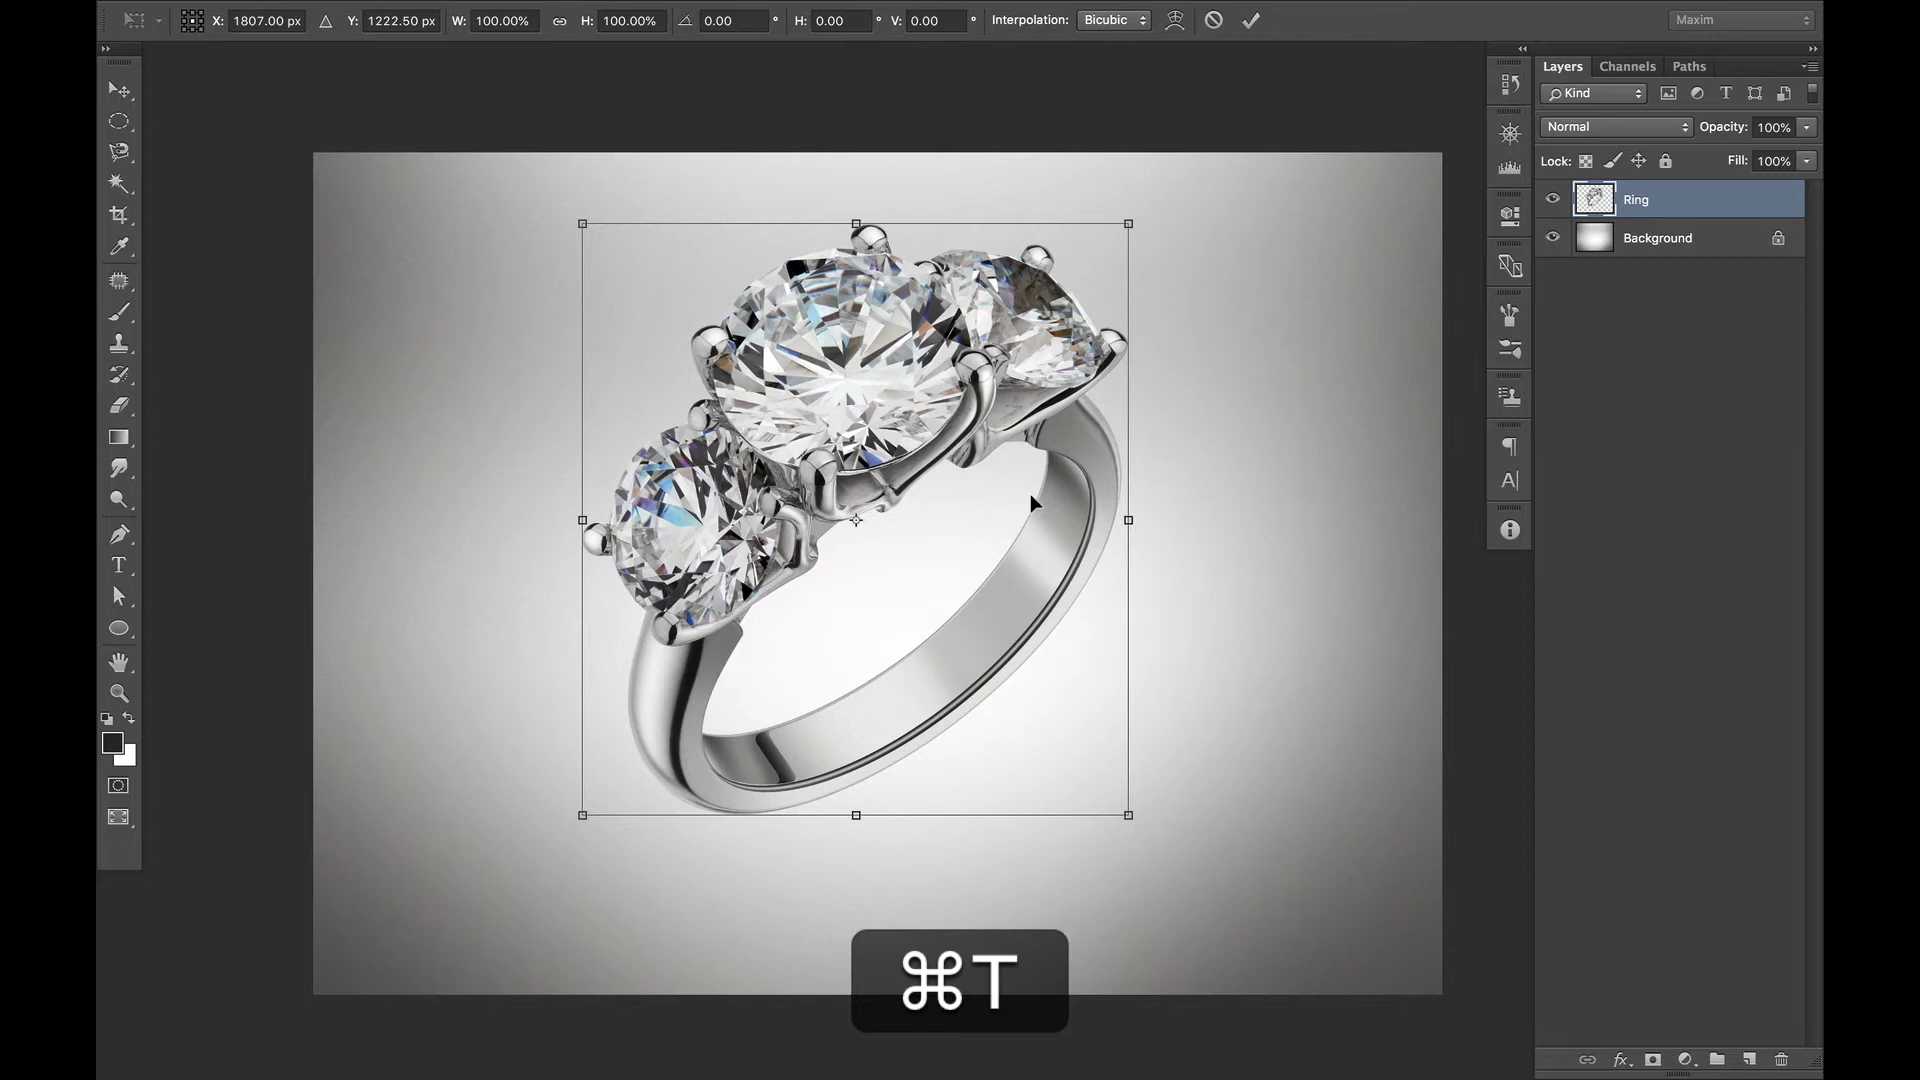 X: 1807.00 px Y: 1222.50 px W: 100.00% H: 100.00% 0.00 ° H: 0.00 ° V: 0.00 ° Interpolation: Bicubic Maxim
Layers Channels Paths
Kind
Normal Opacity: 100%
Lock: Fill: 100%
Ring
Background
⌘T